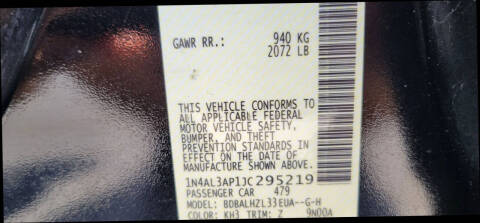 GAWR RR.: 940 KG
2072 LB
THIS VEHICLE CONFORMS TO
ALL APPLICABLE FEDERAL
MOTOR VEHICLE SAFETY,
BUMPER, AND THEFT
PREVENTION STANDARDS IN
EFFECT ON THE DATE OF
MANUFACTURE SHOWN ABOVE.
1N4AL3AP1JC295219
PASSENGER CAR 479
MODEL: BDBALHZL33EUA--G-H
COLOR: KH3 TRIM: Z 9N00A